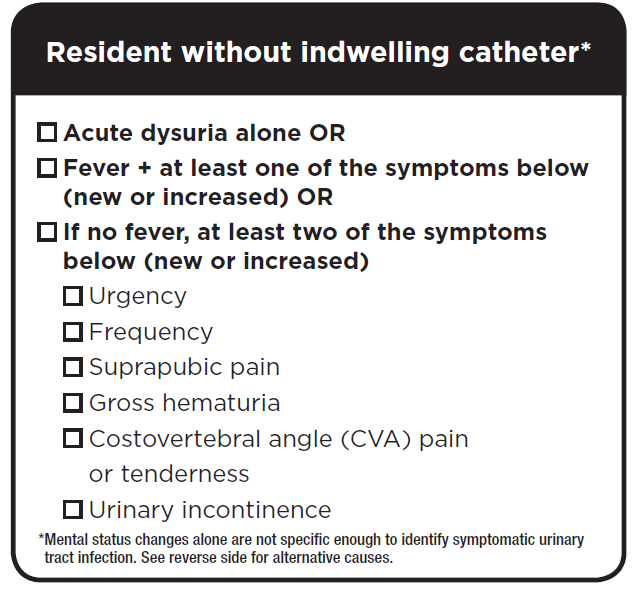 Resident without indwelling catheter*
Acute dysuria alone OR
Fever + at least one of the symptoms below
(new or increased) OR
If no fever, at least two of the symptoms
below (new or increased)
Urgency
Frequency
Suprapubic pain
Gross hematuria
Costovertebral angle (CVA) pain
or tenderness
Urinary incontinence
*Mental status changes alone are not specific enough to identify symptomatic urinary
tract infection. See reverse side for alternative causes.